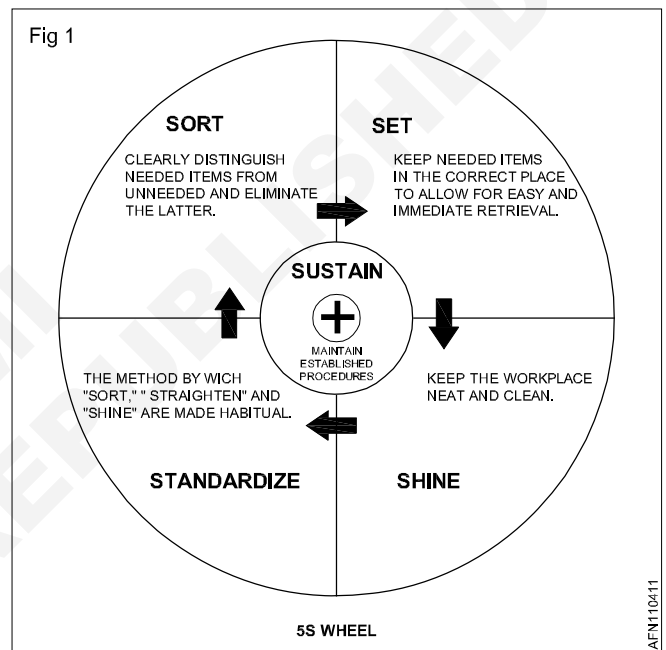 Fig 1
SORT
CLEARLY DISTINGUISH
NEEDED ITEMS FROM
UNNEEDED AND ELIMINATE
THE LATTER.
SET
KEEP NEEDED ITEMS
IN THE CORRECT PLACE
TO ALLOW FOR EASY AND
IMMEDIATE RETRIEVAL.
SUSTAIN
MAINTAIN
ESTABLISHED
PROCEDURES
THE METHOD BY WICH
"SORT," " STRAIGHTEN" AND
"SHINE" ARE MADE HABITUAL.
STANDARDIZE
KEEP THE WORKPLACE
NEAT AND CLEAN.
SHINE
5S WHEEL
AFN110411